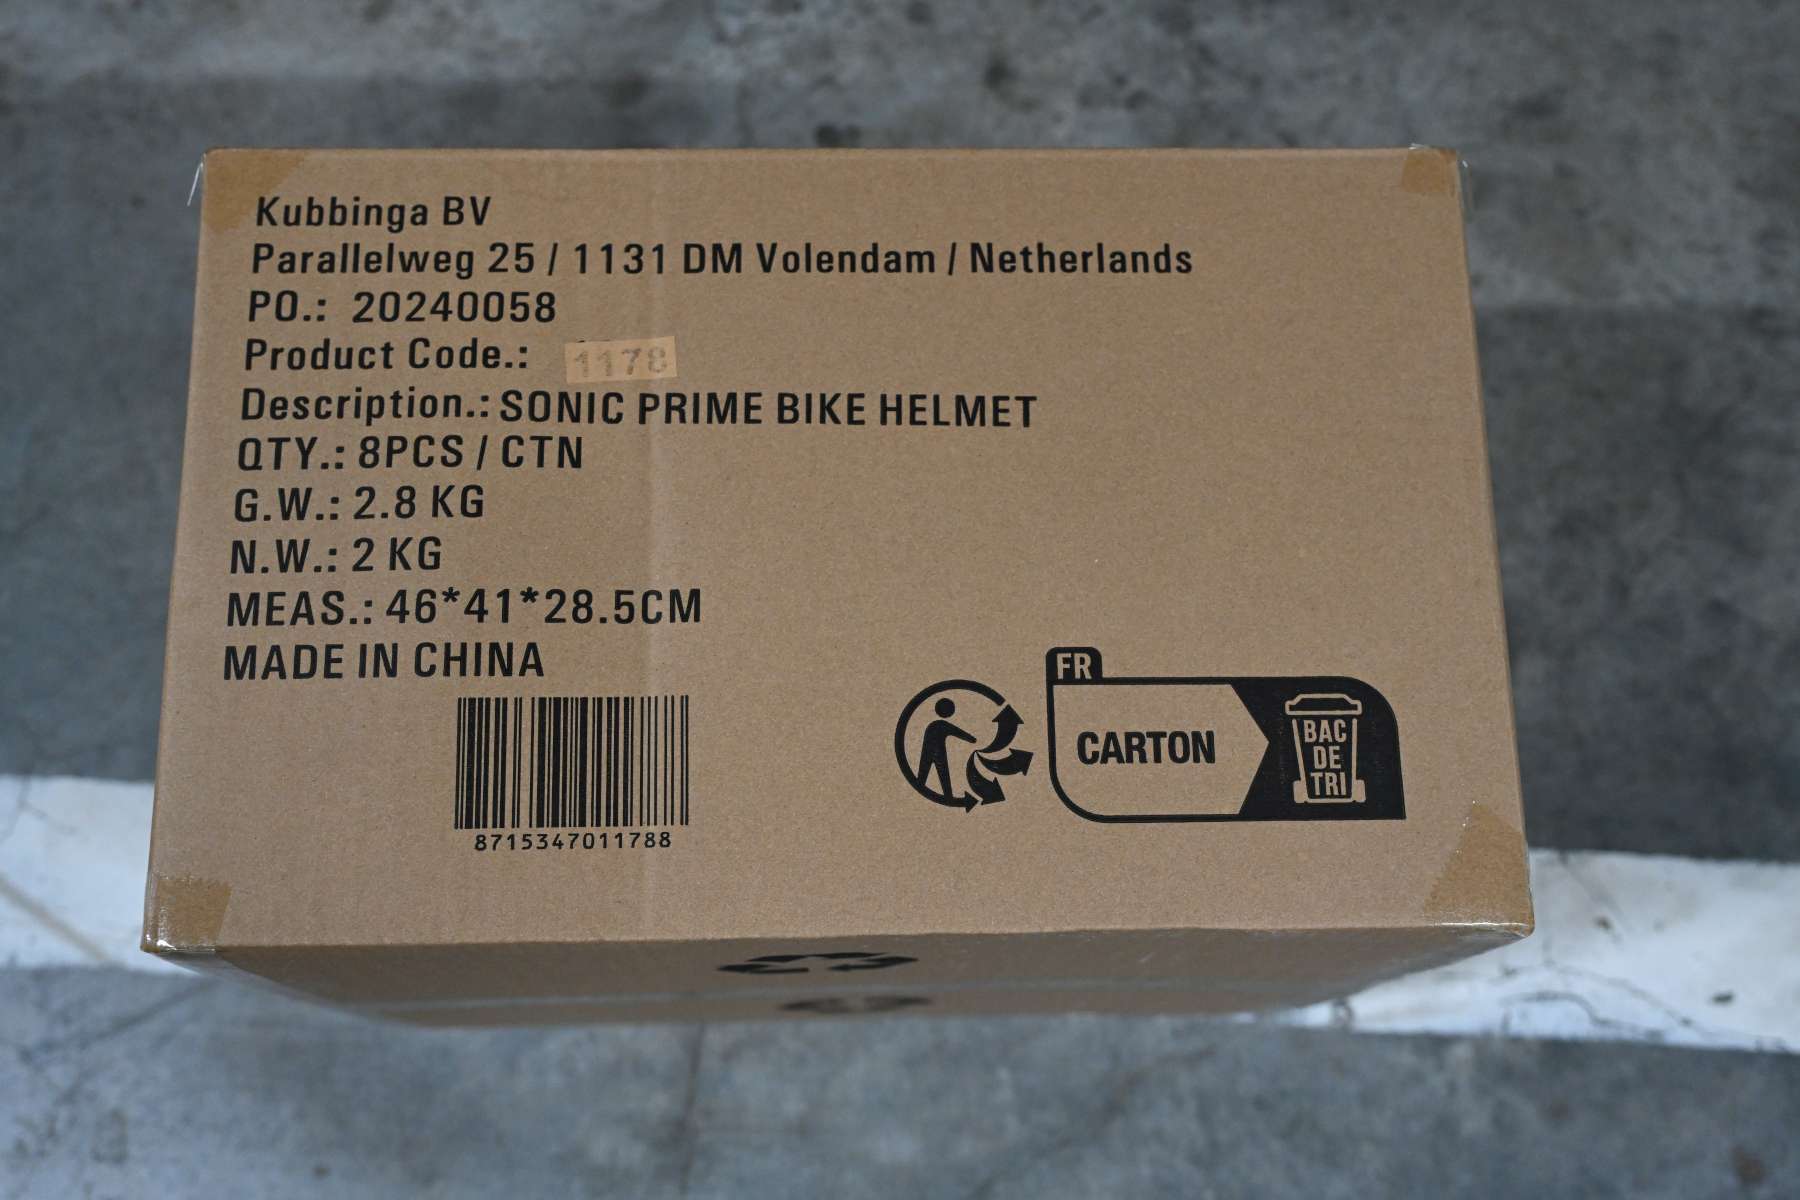 Kubbinga BV
Parallelweg 25 / 1131 DM Volendam / Netherlands
PO.: 20240058
Product Code.: 1178
Description.: SONIC PRIME BIKE HELMET
QTY.: 8PCS / CTN
G.W.: 2.8 KG
N.W.: 2 KG
MEAS.: 46*41*28.5CM
MADE IN CHINA
8715347011788
FR
CARTON
BAC
DE
TRI